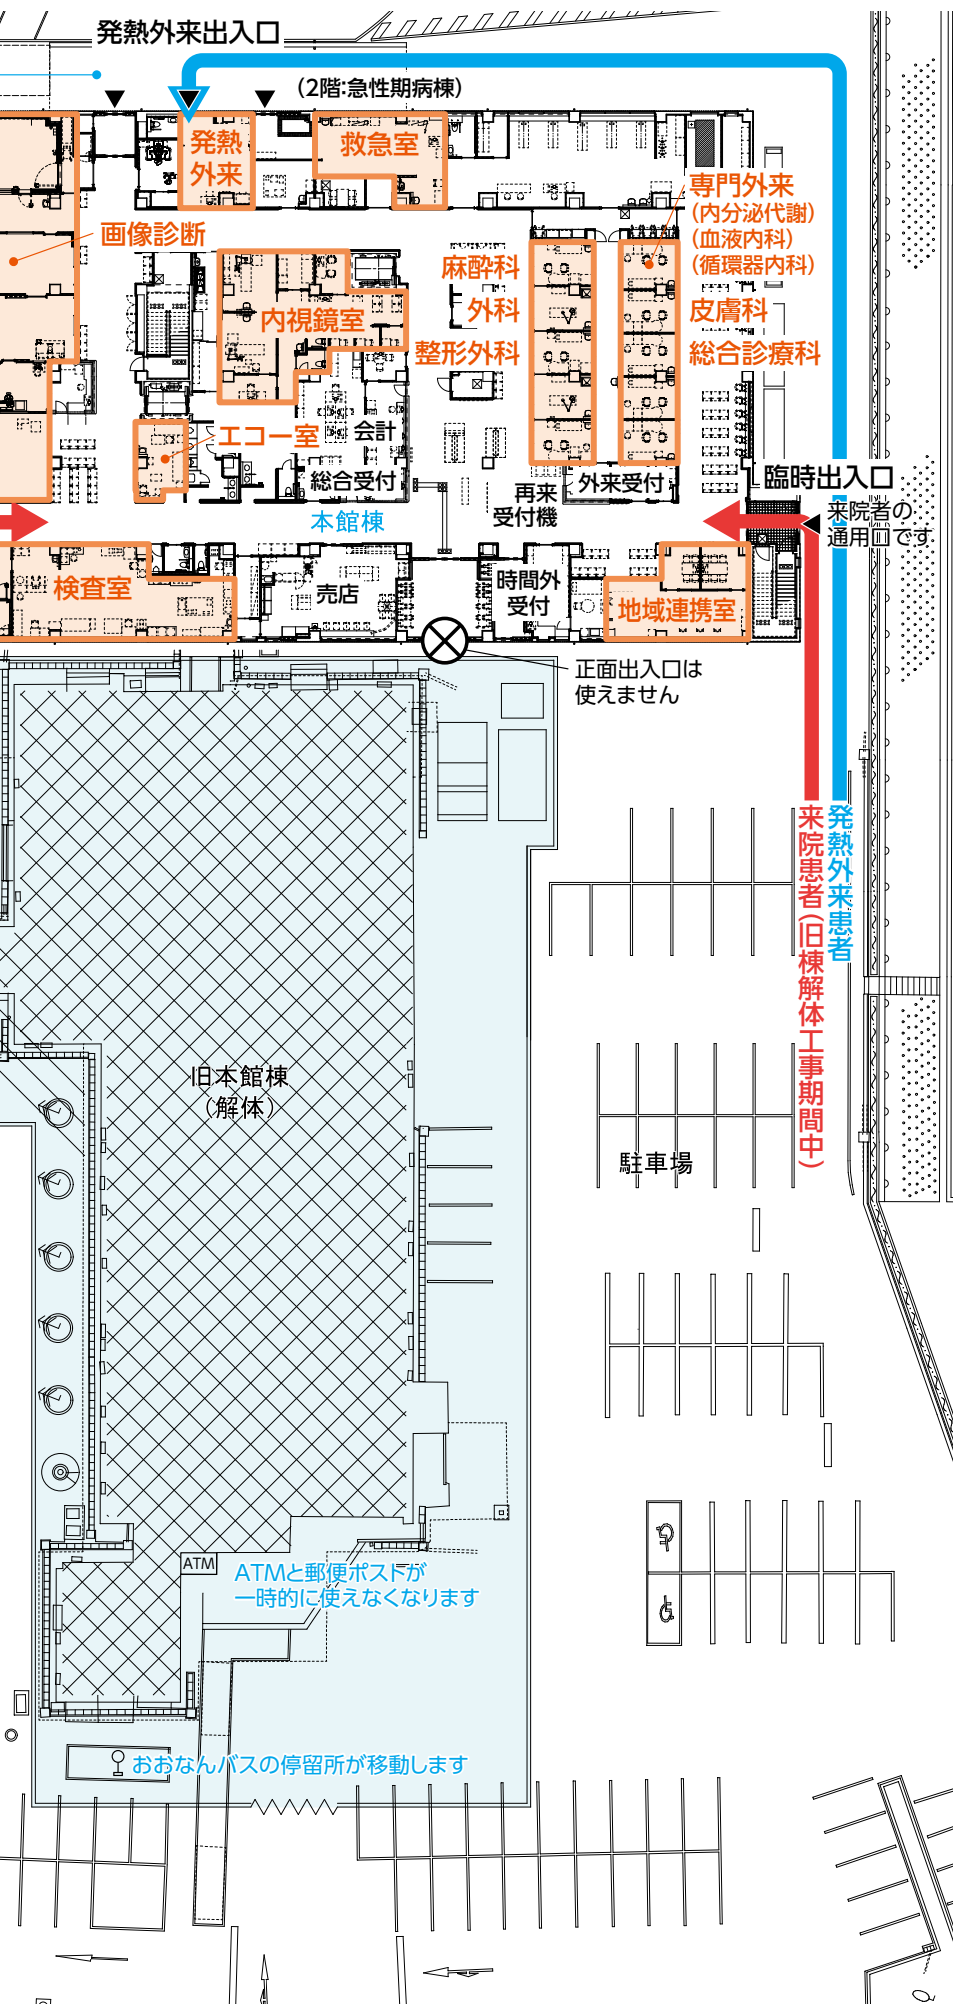 発熱外来出入口
(2階:急性期病棟)
発熱
外来
救急室
専門外来
(内分泌代謝)
(血液内科)
(循環器内科)
画像診断
麻酔科
外科
整形外科
皮膚科
総合診療科
内視鏡室
エコー室
会計
総合受付
再来
受付機
外来受付
臨時出入口
来院者の
通用口です
本館棟
検査室
売店
時間外
受付
地域連携室
正面出入口は
使えません
発熱外来患者
来院患者(旧棟解体工事期間中)
旧本館棟
(解体)
駐車場
ATM
ATMと郵便ポストが
一時的に使えなくなります
おおなんバスの停留所が移動します